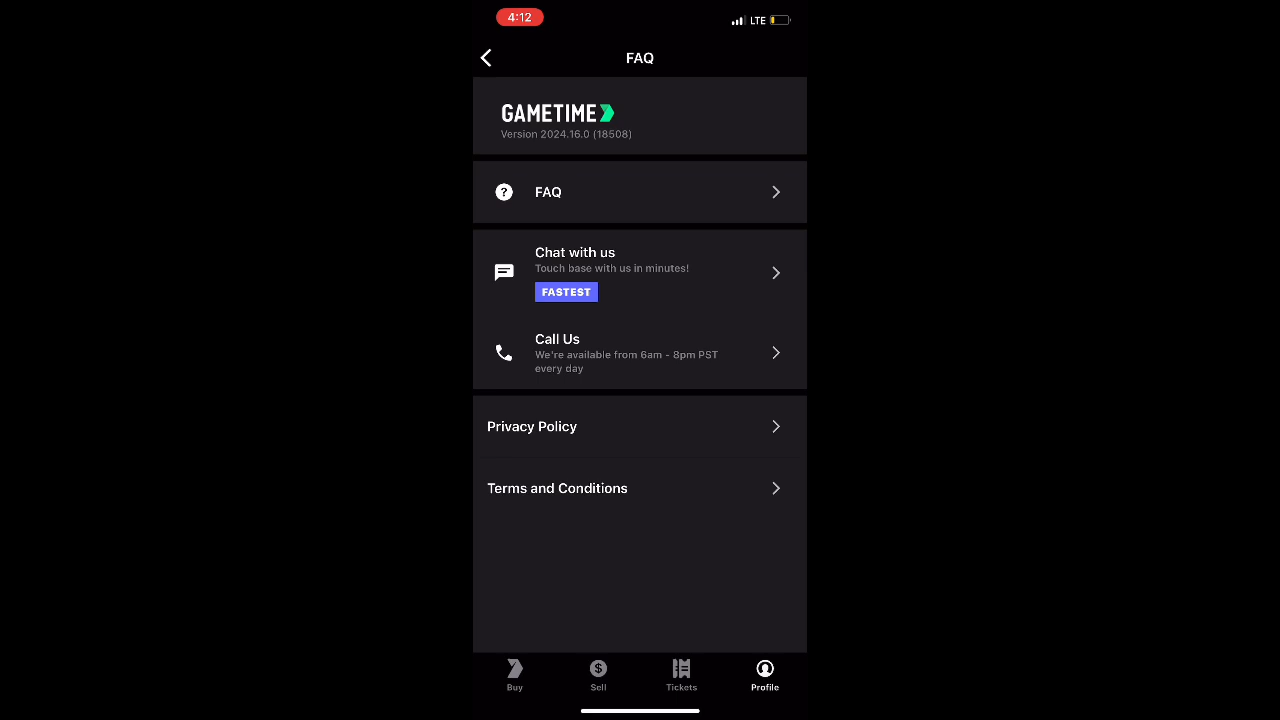 4:12
LTE
FAQ
GAMETIME
Version 2024.16.0 (18508)
?
FAQ
Chat with us
Touch base with us in minutes!
FASTEST
Call Us
We're available from 6am - 8pm PST
every day
Privacy Policy
Terms and Conditions
$
Buy
Sell
Tickets
Profile